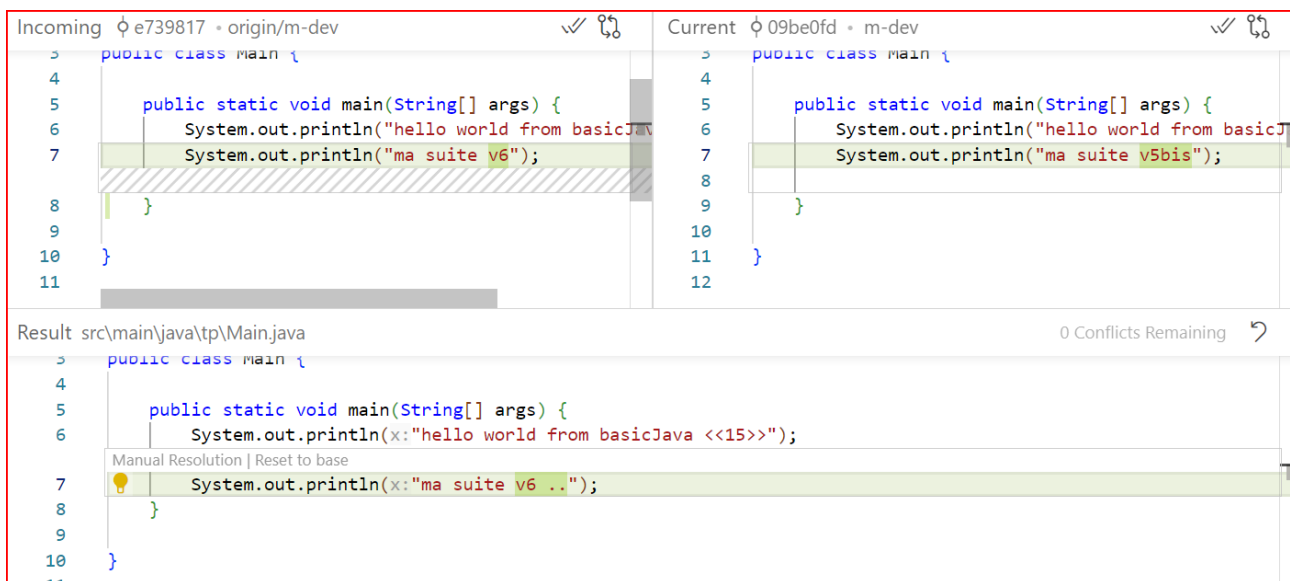 Incoming e739817 • origin/m-dev
3 public class Main {
4
5 public static void main(String[] args) {
6 System.out.println("hello world from basicJav
7 System.out.println("ma suite v6");
8 }
9
10 }
11
Current 09be0fd • m-dev
3 public class Main {
4
5 public static void main(String[] args) {
6 System.out.println("hello world from basicJ
7 System.out.println("ma suite v5bis");
8
9 }
10
11 }
12
Result src\main\java\tp\Main.java 0 Conflicts Remaining
3 public class Main {
4
5 public static void main(String[] args) {
6 System.out.println(x:"hello world from basicJava <<15>>");
Manual Resolution | Reset to base
7 System.out.println(x:"ma suite v6 ..");
8 }
9
10 }
11